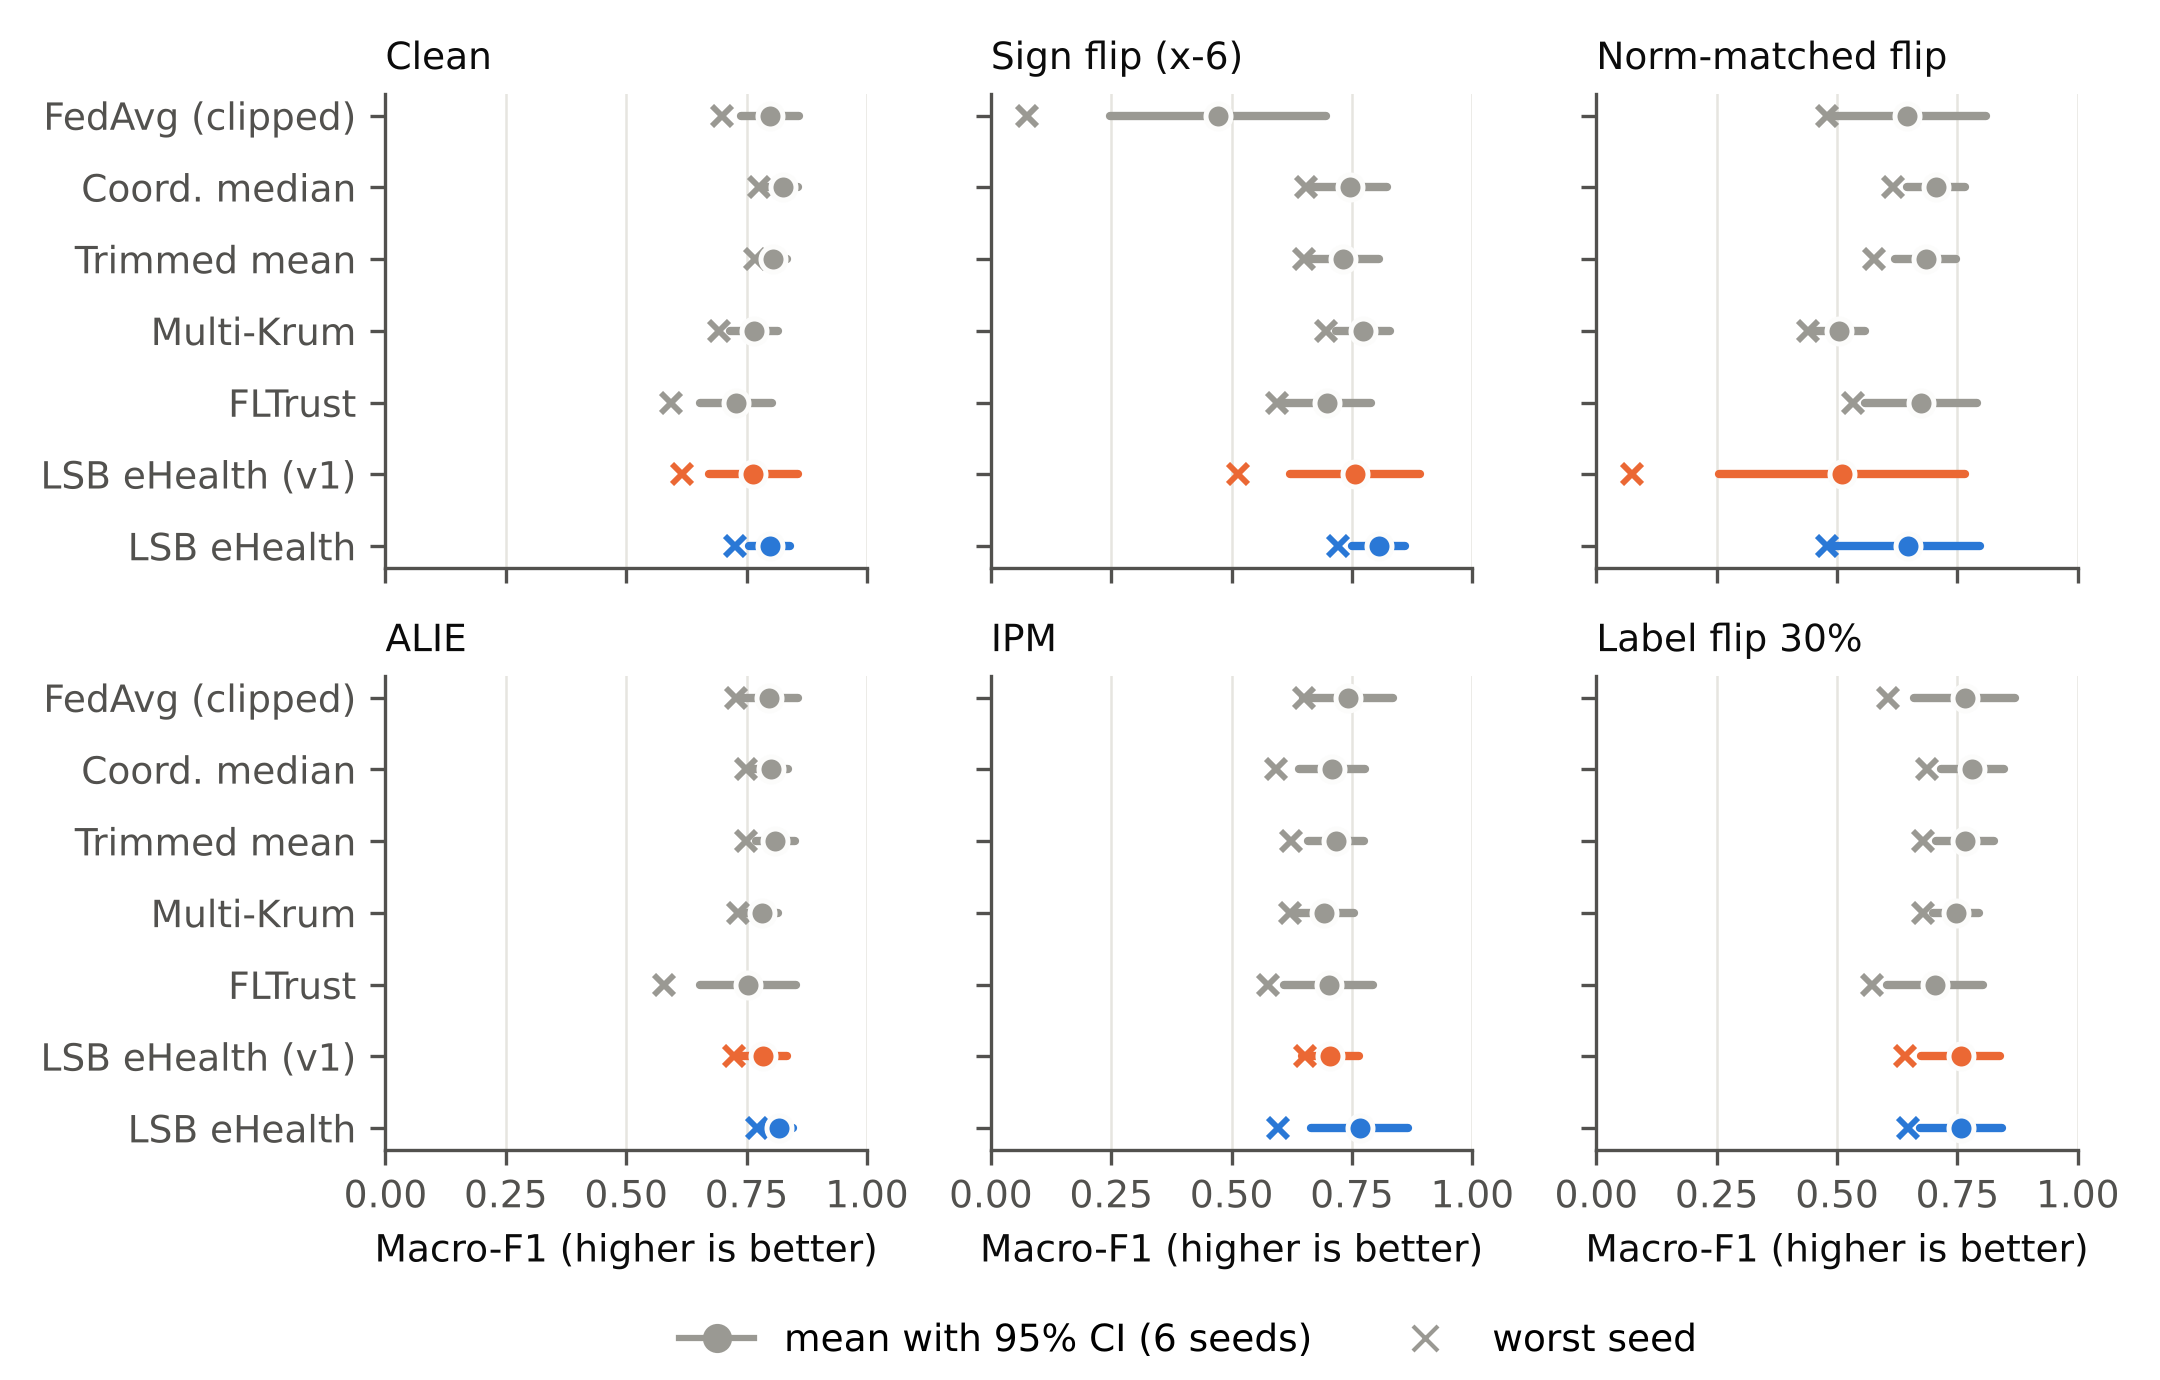 Clean
Sign flip (x-6)
Norm-matched flip
FedAvg (clipped)
Coord. median
Trimmed mean
Multi-Krum
FLTrust
LSB eHealth (v1)
LSB eHealth
ALIE
IPM
Label flip 30%
FedAvg (clipped)
Coord. median
Trimmed mean
Multi-Krum
FLTrust
LSB eHealth (v1)
LSB eHealth
0.00 0.25 0.50 0.75 1.00
0.00 0.25 0.50 0.75 1.00
0.00 0.25 0.50 0.75 1.00
Macro-F1 (higher is better)
Macro-F1 (higher is better)
Macro-F1 (higher is better)
mean with 95% CI (6 seeds)
worst seed